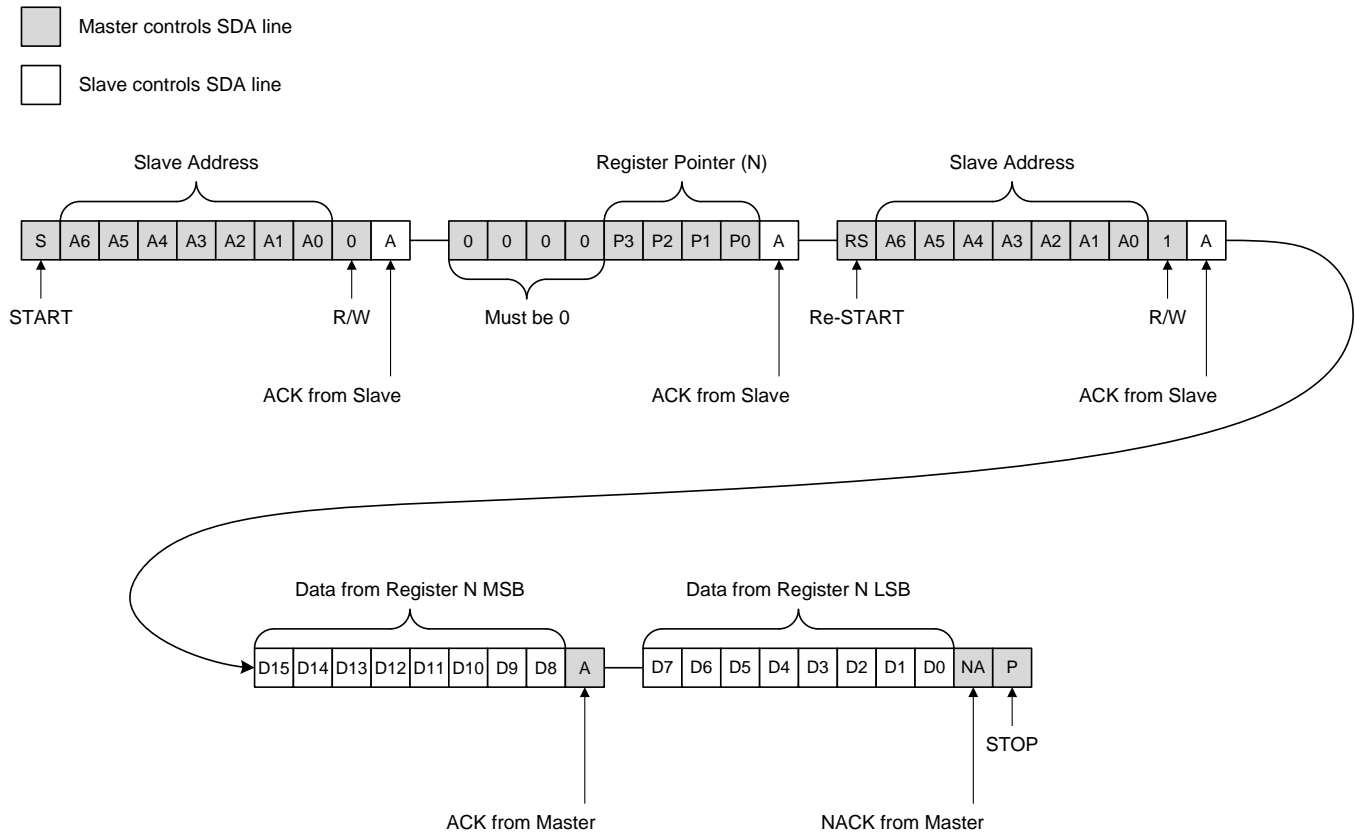 Master controls SDA line
Slave controls SDA line
Slave Address Register Pointer (N) Slave Address
S A6 A5 A4 A3 A2 A1 A0 0 A 0 0 0 0 P3 P2 P1 P0 A RS A6 A5 A4 A3 A2 A1 A0 1 A
START R/W Must be 0 Re-START R/W
ACK from Slave ACK from Slave ACK from Slave
Data from Register N MSB Data from Register N LSB
D15 D14 D13 D12 D11 D10 D9 D8 A D7 D6 D5 D4 D3 D2 D1 D0 NA P
STOP
ACK from Master NACK from Master